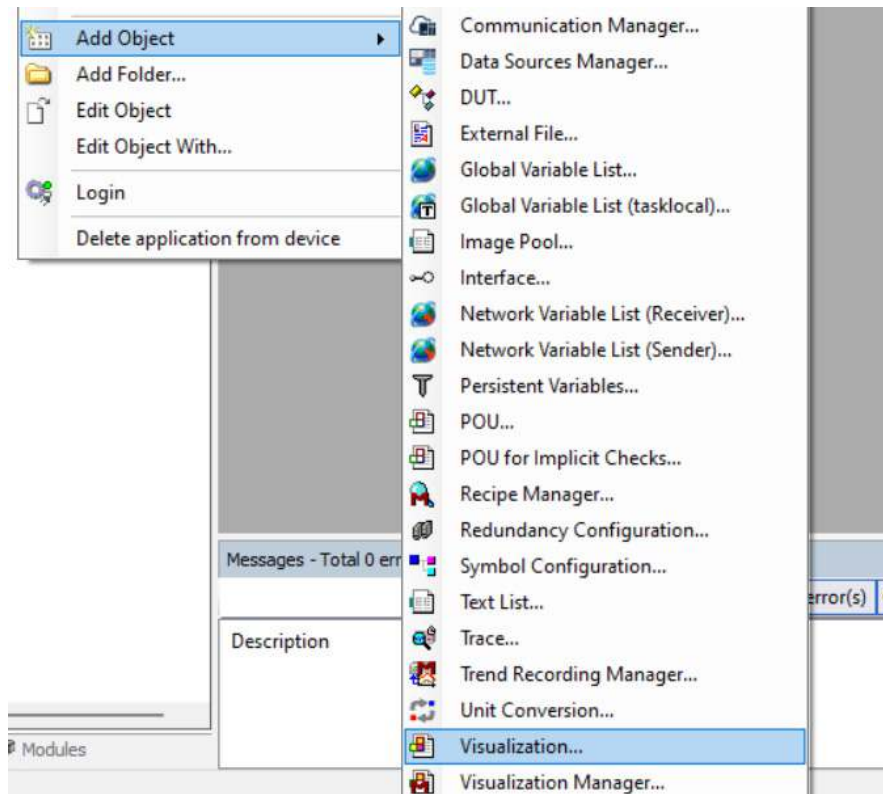 Add Object
Add Folder...
Edit Object
Edit Object With...
Login
Delete application from device
Communication Manager...
Data Sources Manager...
DUT...
External File...
Global Variable List...
Global Variable List (tasklocal)...
Image Pool...
Interface...
Network Variable List (Receiver)...
Network Variable List (Sender)...
Persistent Variables...
POU...
POU for Implicit Checks...
Recipe Manager...
Redundancy Configuration...
Symbol Configuration...
Text List...
Trace...
Trend Recording Manager...
Unit Conversion...
Visualization...
Visualization Manager...
Messages - Total 0 err
error(s)
Description
Modules